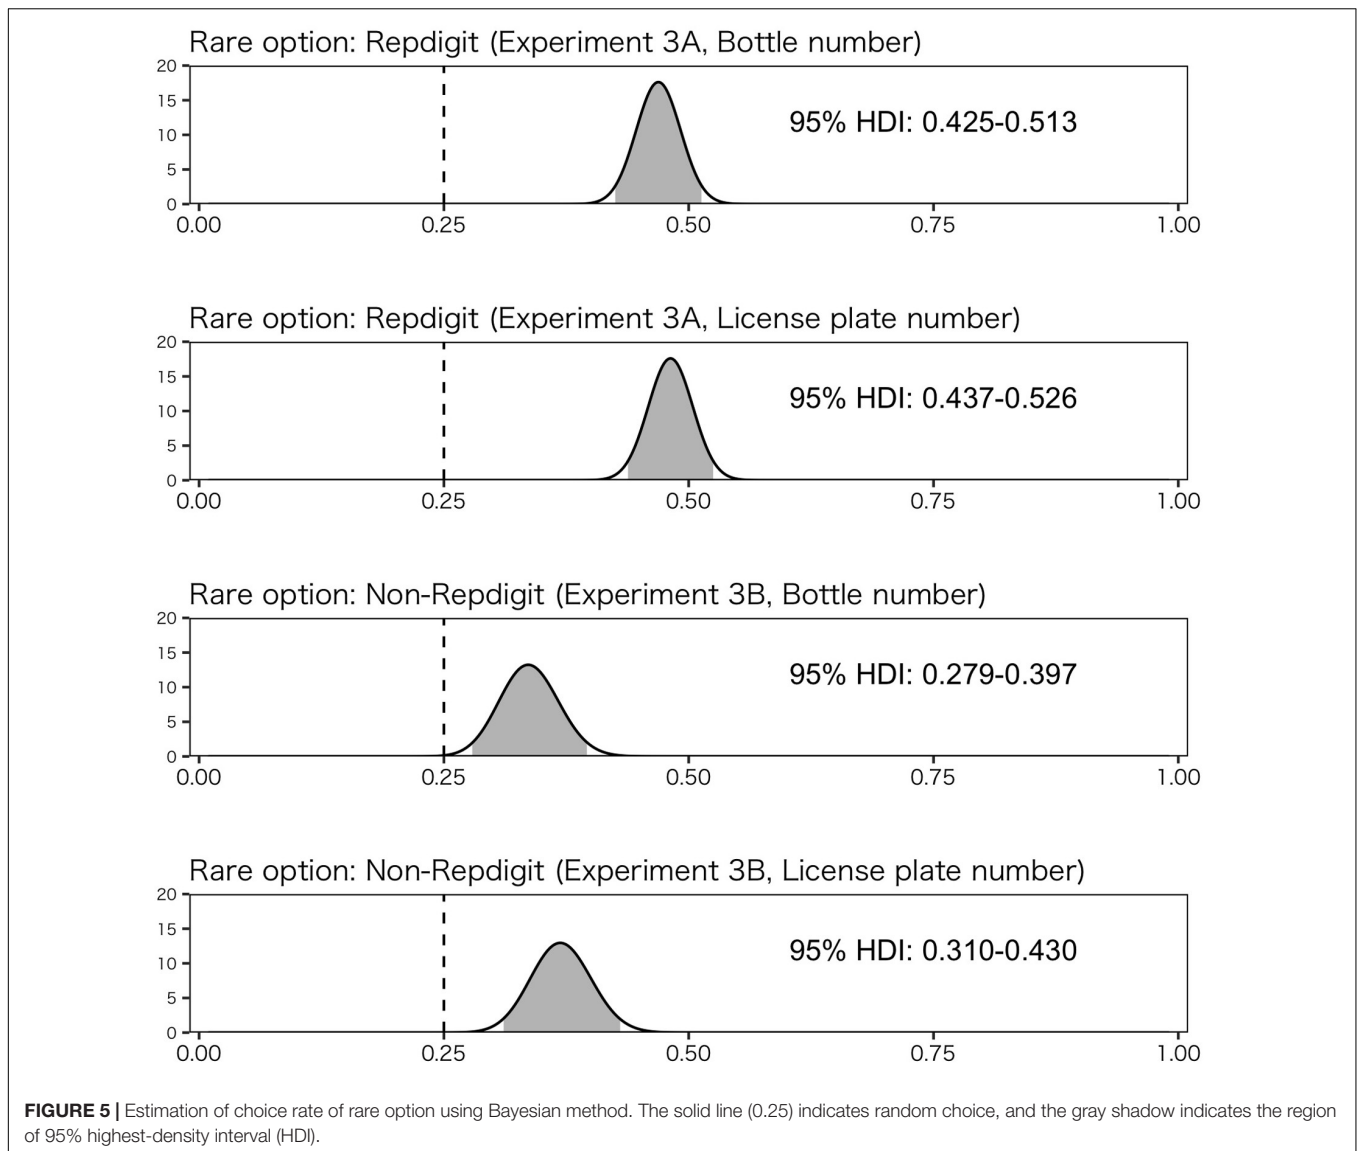 Rare option: Repdigit (Experiment 3A, Bottle number)
20
15
10
5
0
95% HDI: 0.425-0.513
0.00 0.25 0.50 0.75 1.00
Rare option: Repdigit (Experiment 3A, License plate number)
20
15
10
5
0
95% HDI: 0.437-0.526
0.00 0.25 0.50 0.75 1.00
Rare option: Non-Repdigit (Experiment 3B, Bottle number)
20
15
10
5
0
95% HDI: 0.279-0.397
0.00 0.25 0.50 0.75 1.00
Rare option: Non-Repdigit (Experiment 3B, License plate number)
20
15
10
5
0
95% HDI: 0.310-0.430
0.00 0.25 0.50 0.75 1.00
FIGURE 5 | Estimation of choice rate of rare option using Bayesian method. The solid line (0.25) indicates random choice, and the gray shadow indicates the region
of 95% highest-density interval (HDI).